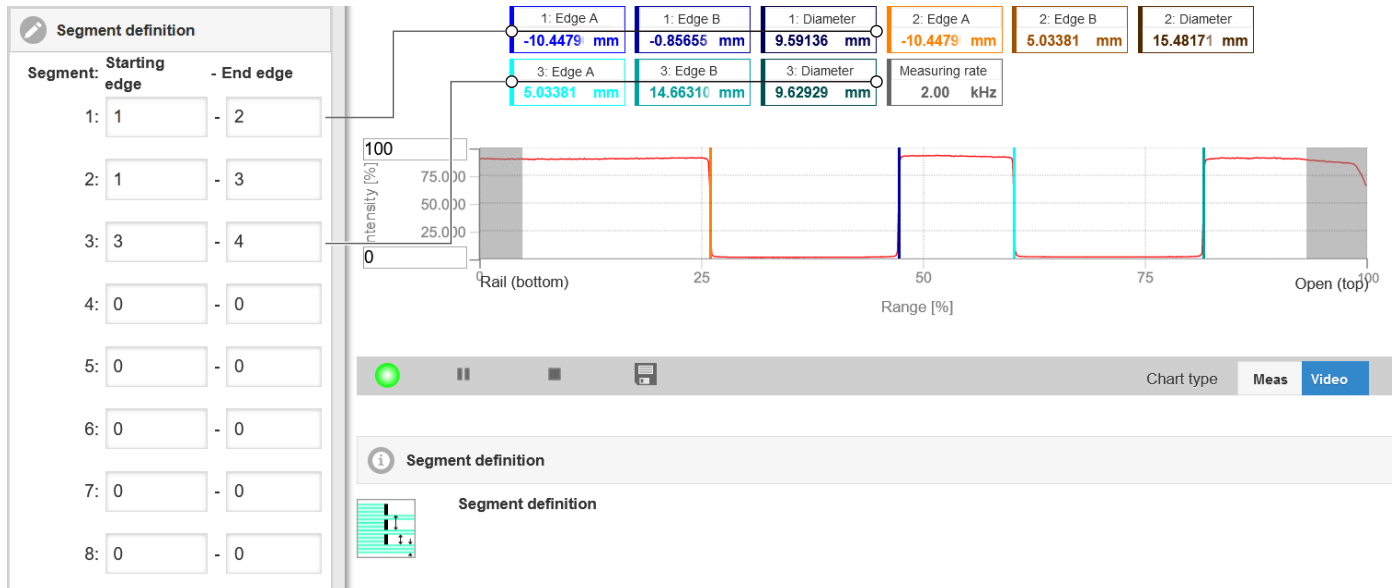 Segment definition
Segment: Starting edge - End edge
1: 1 - 2
2: 1 - 3
3: 3 - 4
4: 0 - 0
5: 0 - 0
6: 0 - 0
7: 0 - 0
8: 0 - 0
1: Edge A 1: Edge B 1: Diameter 2: Edge A 2: Edge B 2: Diameter
-10.4479 mm -0.85655 mm 9.59136 mm -10.4479 mm 5.03381 mm 15.48171 mm
3: Edge A 3: Edge B 3: Diameter Measuring rate
5.03381 mm 14.66310 mm 9.62929 mm 2.00 kHz
100
75.000
50.000
25.000
0
Intensity [%]
0 25 50 75 100
Rail (bottom) Open (top)
Range [%]
Chart type Meas Video
Segment definition
Segment definition